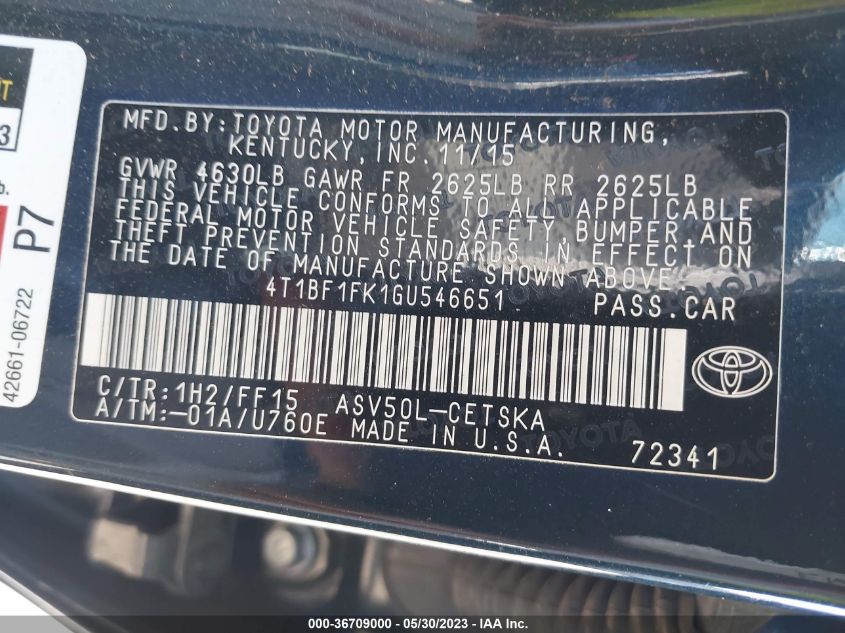 MFD.BY:TOYOTA MOTOR MANUFACTURING,
KENTUCKY,INC.11/15
GVWR 4630LB GAWR FR 2625LB RR 2625LB
THIS VEHICLE CONFORMS TO ALL APPLICABLE
FEDERAL MOTOR VEHICLE SAFETY,BUMPER,AND
THEFT PREVENTION STANDARDS IN EFFECT ON
THE DATE OF MANUFACTURE SHOWN ABOVE.
4T1BF1FK1GU546651 PASS.CAR
C/TR:1H2/FF15 ASV50L-CETSKA
A/TM:-01A/U760E MADE IN U.S.A. 72341
P7
42661-06722
000-36709000 — 05/30/2023 — IAA Inc.